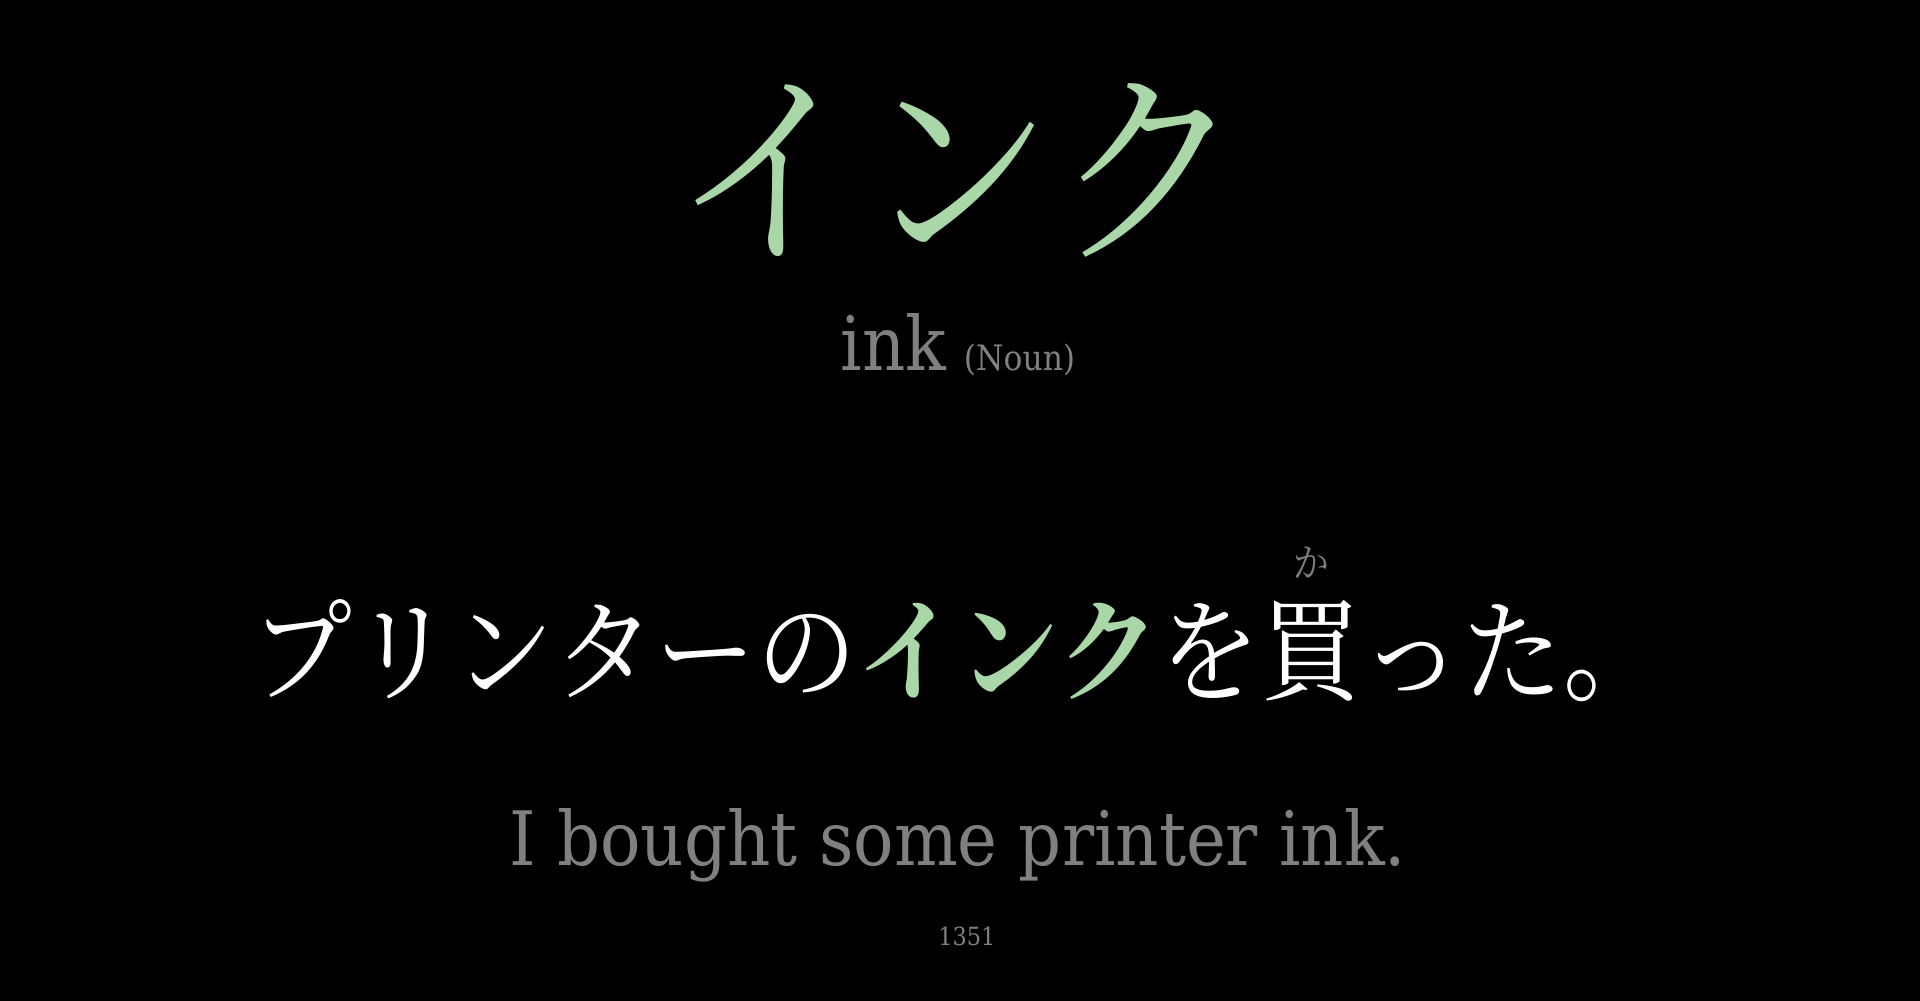 インク
ink (Noun)
か
プリンターのインクを買った。
I bought some printer ink.
1351